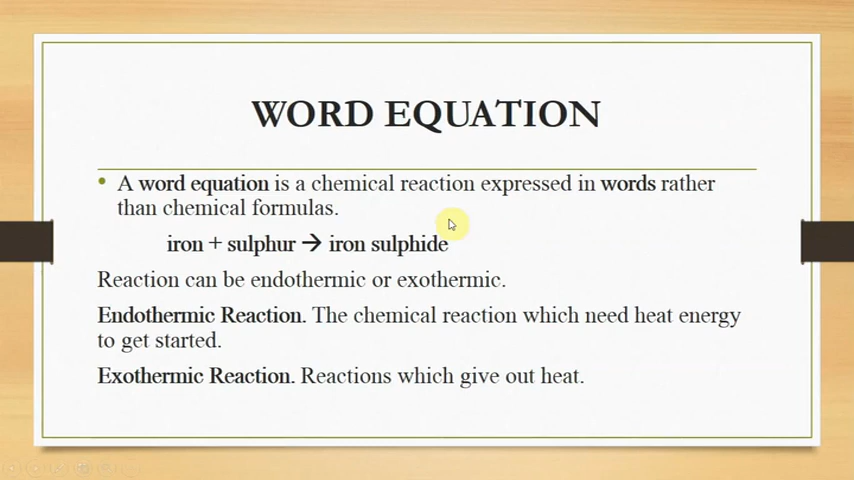 WORD EQUATION
• A word equation is a chemical reaction expressed in words rather
than chemical formulas.
iron + sulphur → iron sulphide
Reaction can be endothermic or exothermic.
Endothermic Reaction. The chemical reaction which need heat energy
to get started.
Exothermic Reaction. Reactions which give out heat.